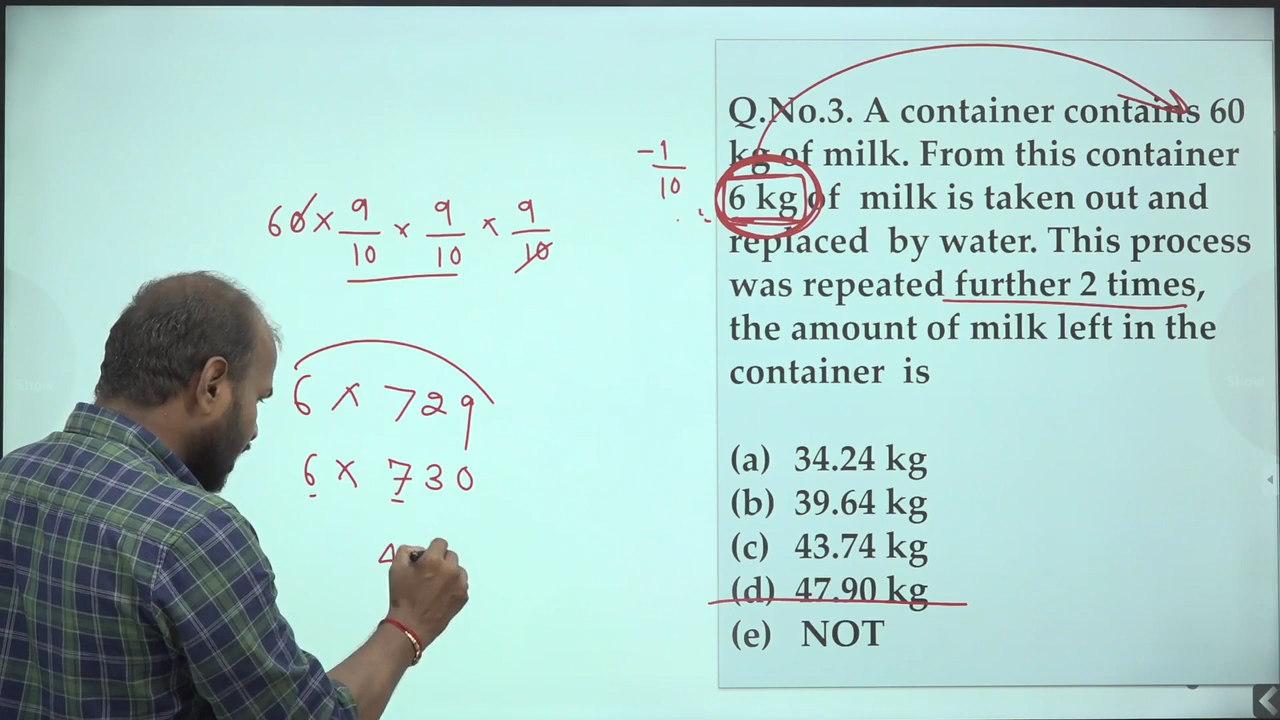 60 × 9/10 × 9/10 × 9/10
6 × 729
6 × 730
4
-1/10
Q.No.3. A container contains 60
kg of milk. From this container
6 kg of milk is taken out and
replaced by water. This process
was repeated further 2 times,
the amount of milk left in the
container is
(a) 34.24 kg
(b) 39.64 kg
(c) 43.74 kg
(d) 47.90 kg
(e) NOT
Show
Show